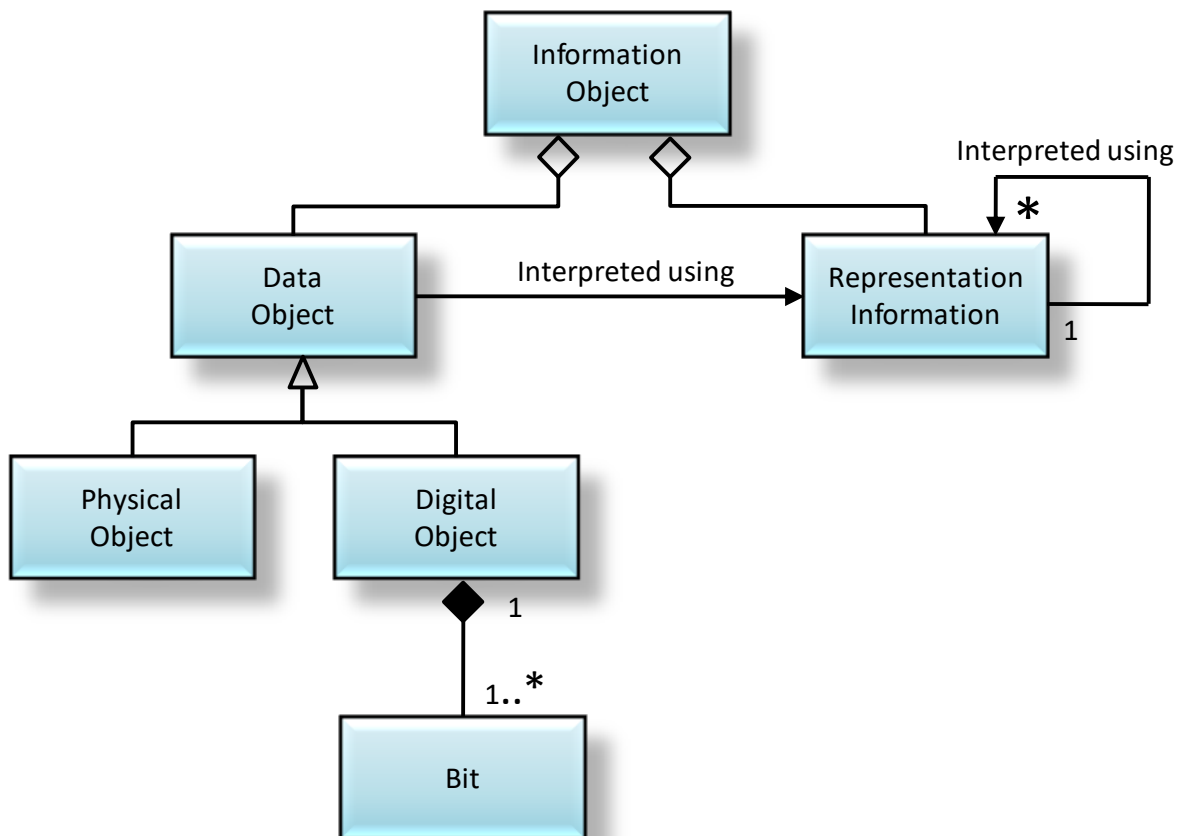 Information
Object
Interpreted using
*
Data
Object
Interpreted using
Representation
Information
1
Physical
Object
Digital
Object
1
1..*
Bit